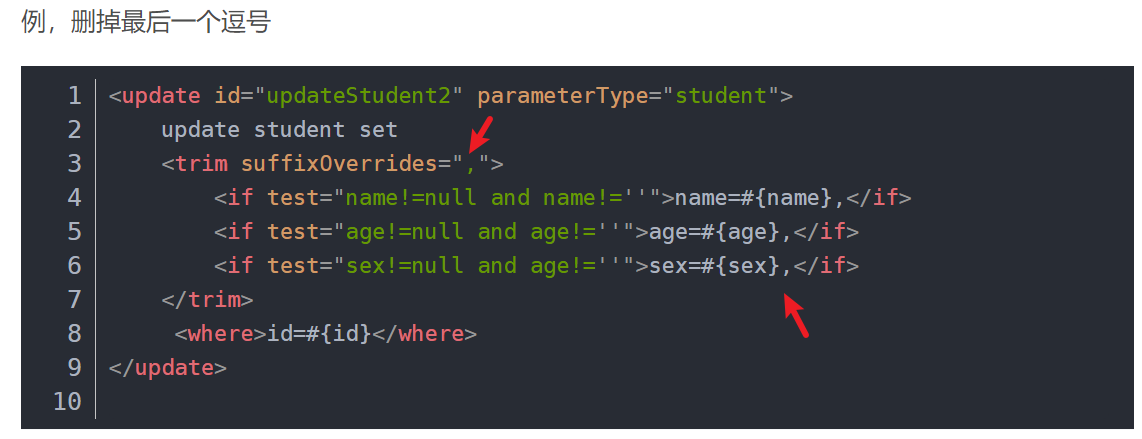 例，删掉最后一个逗号
1 <update id="updateStudent2" parameterType="student">
2     update student set
3     <trim suffixOverrides=",">
4         <if test="name!=null and name!=''">name=#{name},</if>
5         <if test="age!=null and age!=''">age=#{age},</if>
6         <if test="sex!=null and age!=''">sex=#{sex},</if>
7     </trim>
8      <where>id=#{id}</where>
9 </update>
10